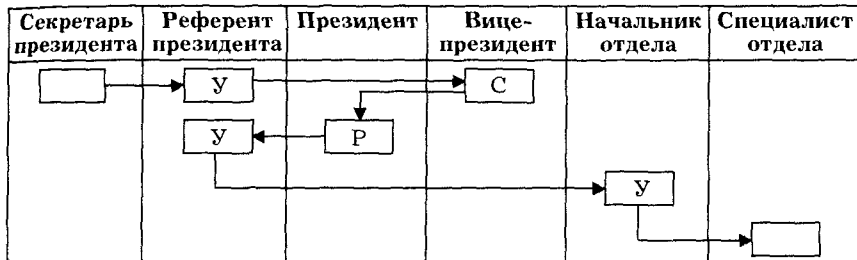 Секретарь президента
Референт президента
Президент
Вице-
президент
Начальник отдела
Специалист отдела
У
С
У
Р
У